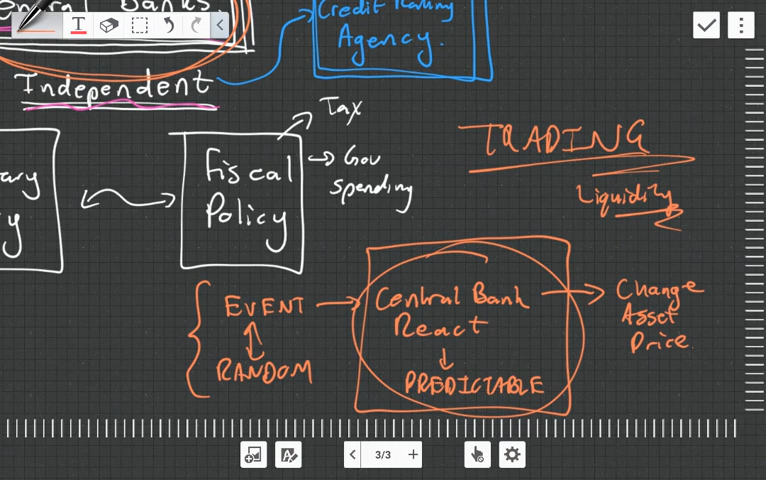 Banks.
Credit Rating
Agency.
Independent
Tax
Fiscal
Policy
Gov
spending
TRADING
Liquidity
EVENT
RANDOM
Central Bank
React
PREDICTABLE
Change
Asset
Price.
3/3